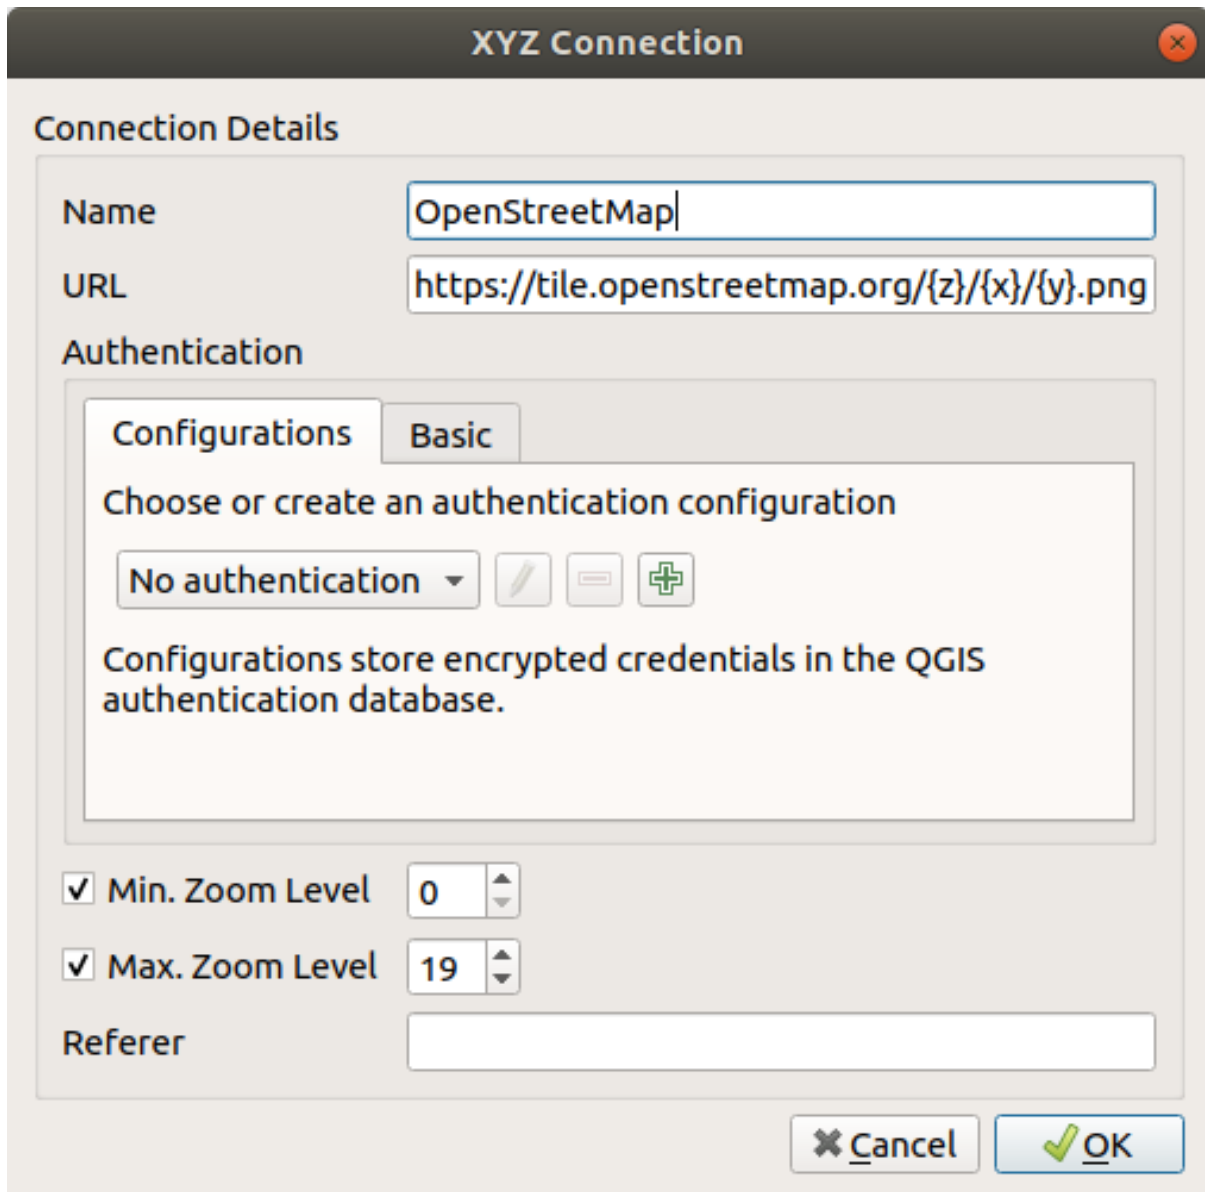 XYZ Connection
Connection Details
Name OpenStreetMap
URL https://tile.openstreetmap.org/{z}/{x}/{y}.png
Authentication
Configurations Basic
Choose or create an authentication configuration
No authentication
Configurations store encrypted credentials in the QGIS
authentication database.
Min. Zoom Level 0
Max. Zoom Level 19
Referer
Cancel OK